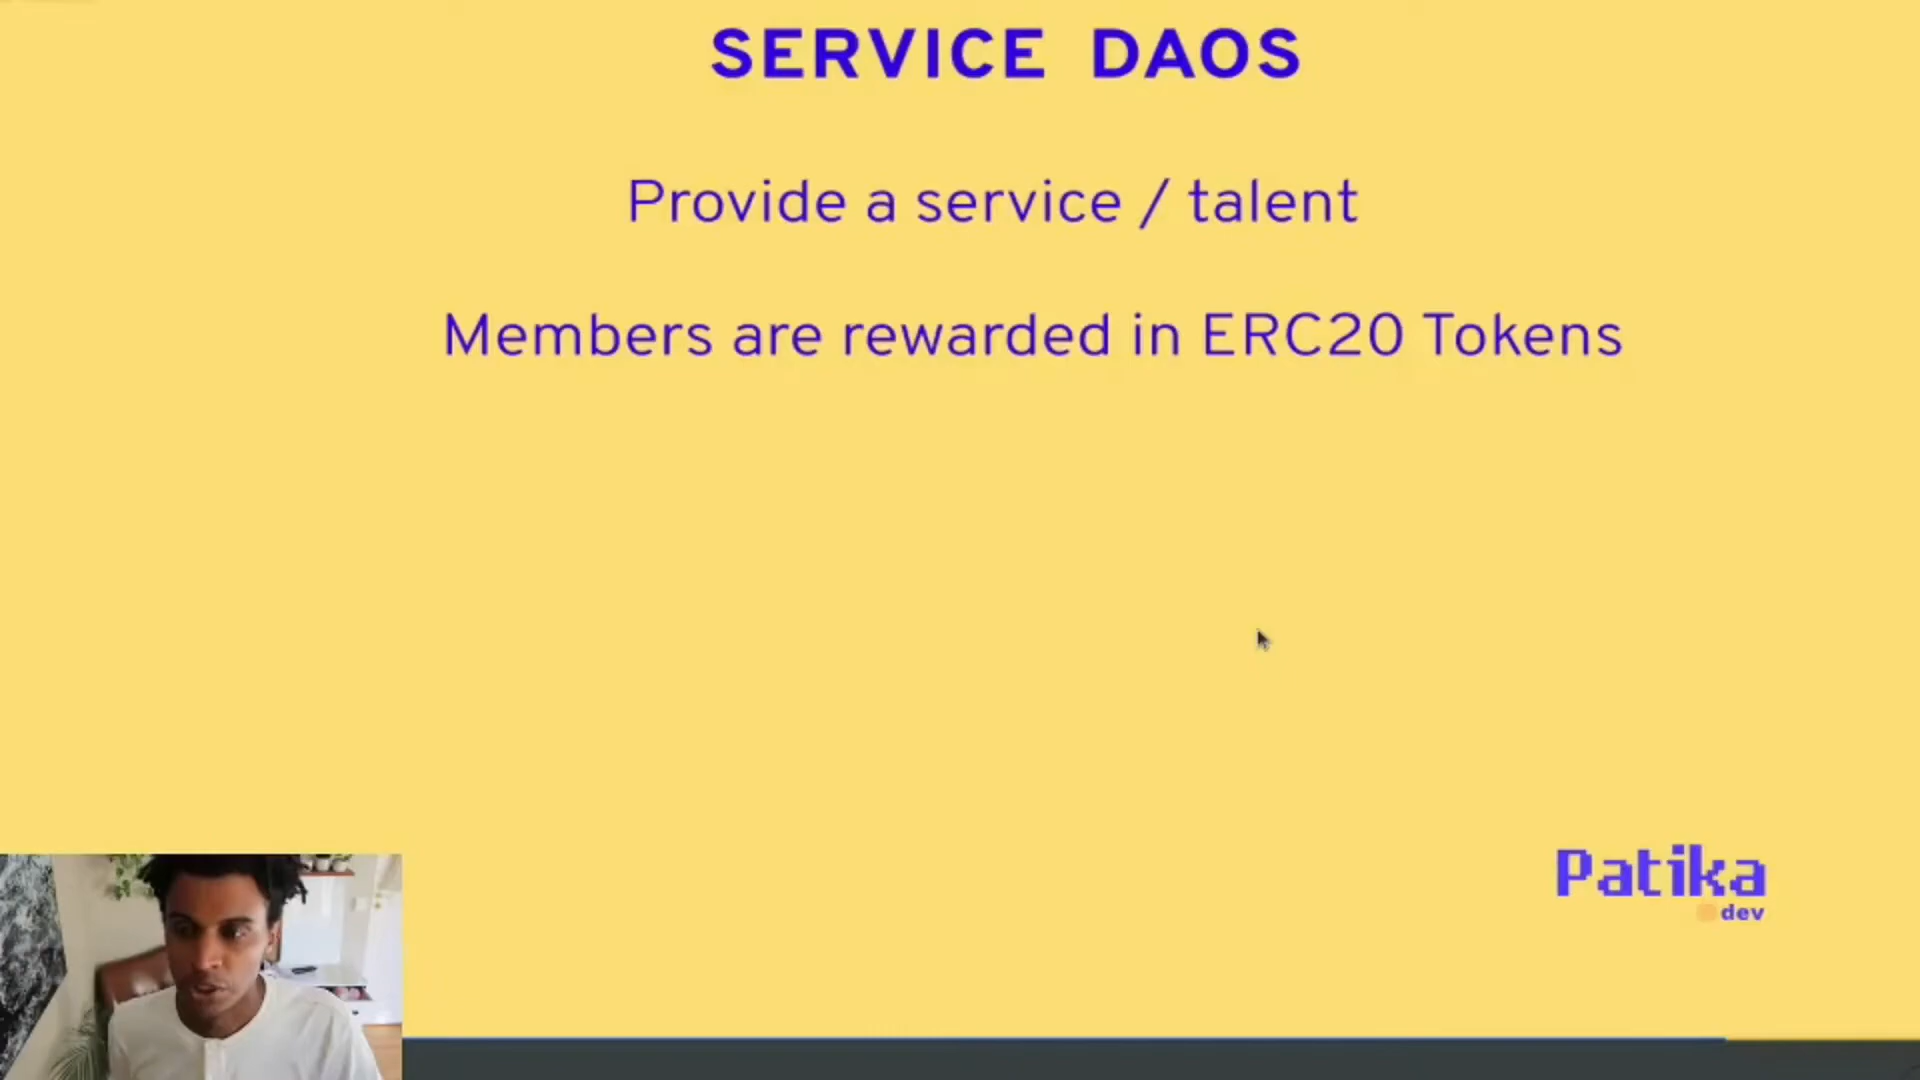 SERVICE DAOS
Provide a service / talent
Members are rewarded in ERC20 Tokens
Patika
dev